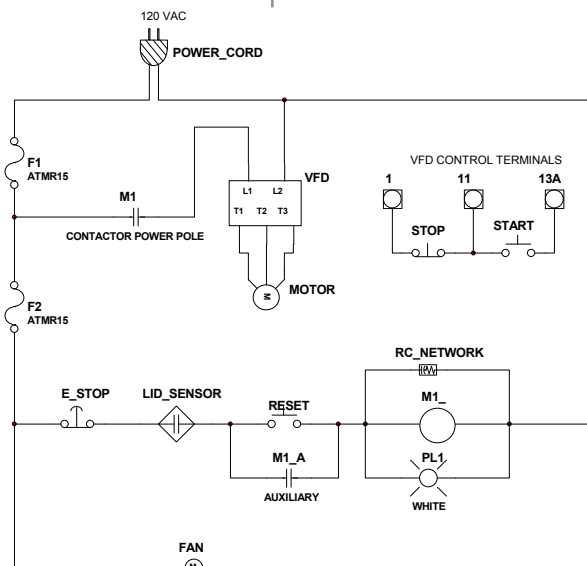 120 VAC
POWER_CORD
F1
ATMR15
VFD CONTROL TERMINALS
L1 L2
VFD
1 11 13A
M1
T1 T2 T3
STOP START
CONTACTOR POWER POLE
MOTOR
M
F2
ATMR15
RC_NETWORK
E_STOP LID_SENSOR RESET M1_
M1_A PL1
AUXILIARY WHITE
FAN
M